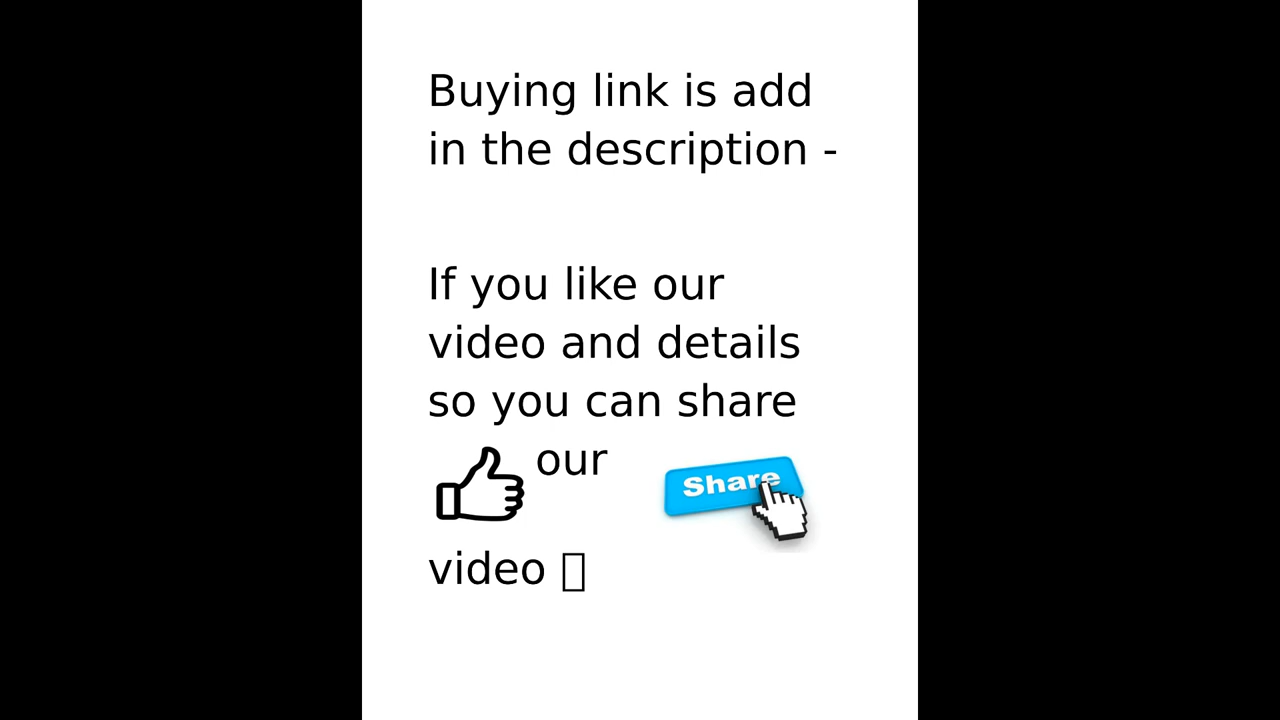 Buying link is add
in the description -
If you like our
video and details
so you can share
our
Share
video